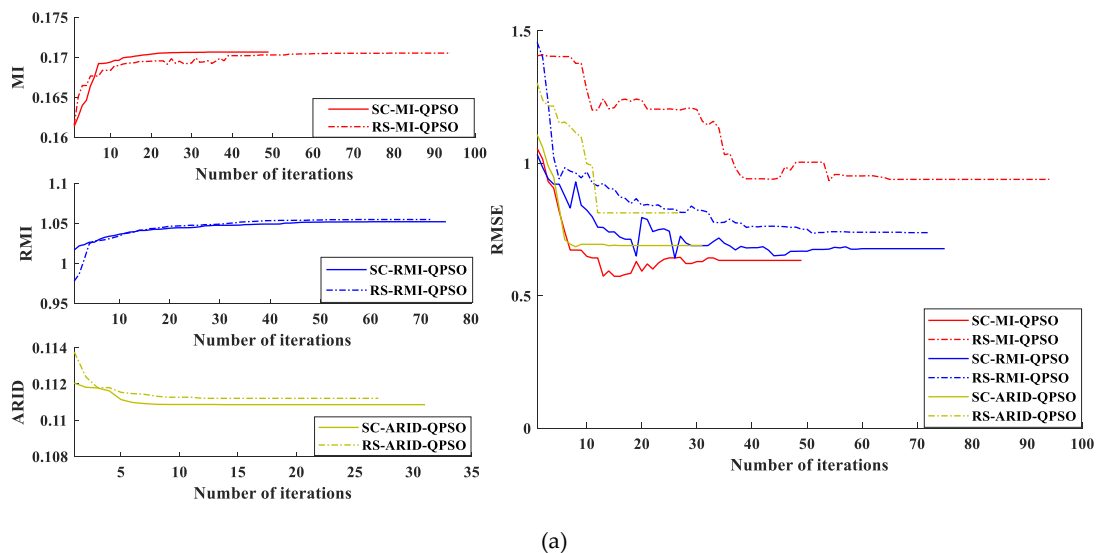 0.175
0.17
0.165
0.16
MI
10 20 30 40 50 60 70 80 90 100
Number of iterations
SC-MI-QPSO
RS-MI-QPSO
1.1
1.05
1
0.95
RMI
10 20 30 40 50 60 70 80
Number of iterations
SC-RMI-QPSO
RS-RMI-QPSO
0.114
0.112
0.111
0.108
ARID
5 10 15 20 25 30 35
Number of iterations
SC-ARID-QPSO
RS-ARID-QPSO
1.5
1
0.5
0
RMSE
10 20 30 40 50 60 70 80 90 100
Number of iterations
SC-MI-QPSO
RS-MI-QPSO
SC-RMI-QPSO
RS-RMI-QPSO
SC-ARID-QPSO
RS-ARID-QPSO
(a)